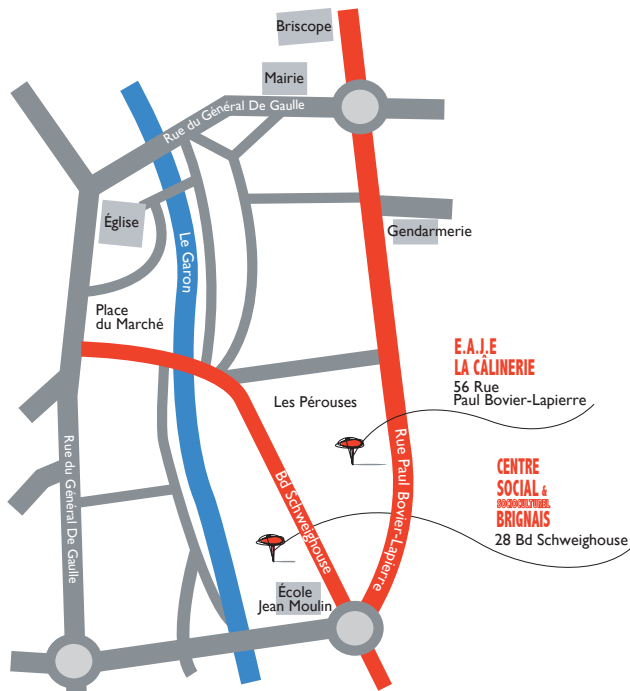 Briscope
Mairie
Rue du Général De Gaulle
Église
Le Garon
Gendarmerie
Place
du Marché
E.A.J.E
LA CÂLINERIE
56 Rue
Paul Bovier-Lapierre
Les Pérouses
Rue Paul Bovier-Lapierre
Rue du Général De Gaulle
Bd Schweighouse
CENTRE
SOCIAL &
SOCIOCULTUREL
BRIGNAIS
28 Bd Schweighouse
École
Jean Moulin